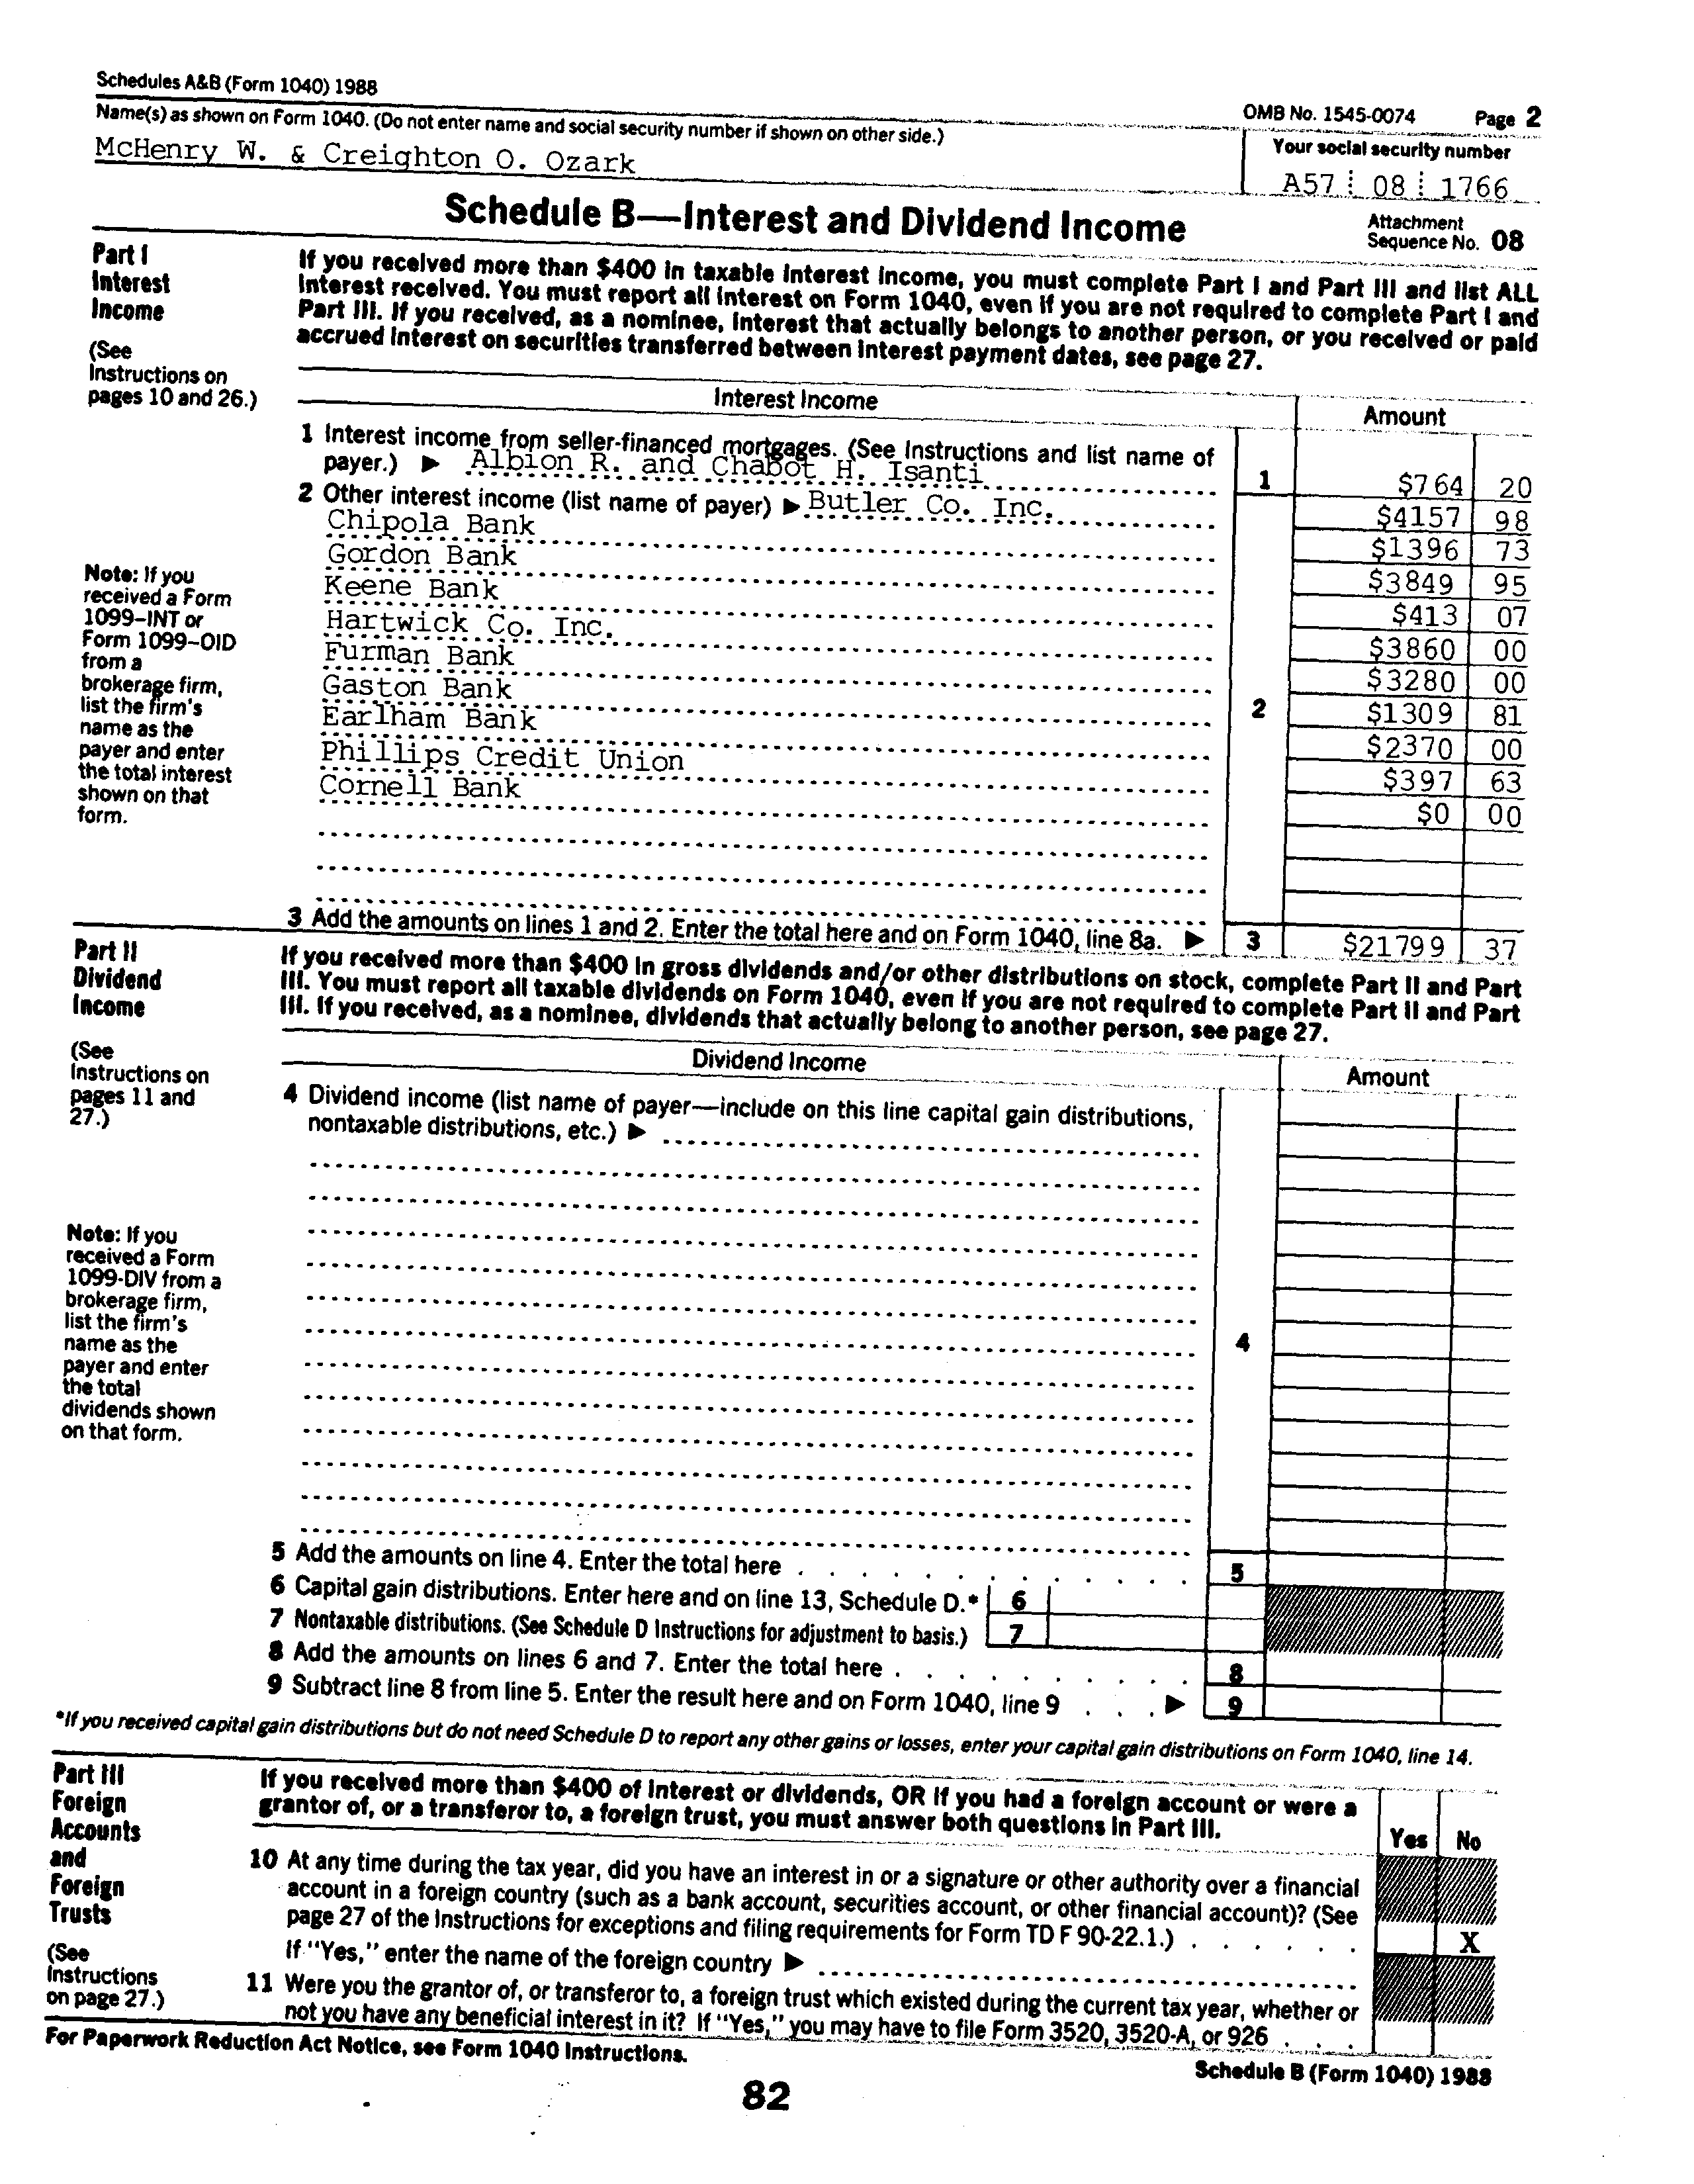 Schedules A&B (Form 1040) 1988
OMB No. 1545-0074 Page 2
Name(s) as shown on Form 1040. (Do not enter name and social security number if shown on other side.)
Your social security number
McHenry W. & Creighton O. Ozark
A57 08 1766
Schedule B—Interest and Dividend Income
Attachment
Sequence No. 08
Part I
Interest
Income
(See
Instructions on
pages 10 and 26.)
If you received more than $400 in taxable interest income, you must complete Part I and Part III and list ALL
interest received. You must report all interest on Form 1040, even if you are not required to complete Part I and
Part III. If you received, as a nominee, interest that actually belongs to another person, or you received or paid
accrued interest on securities transferred between interest payment dates, see page 27.
Interest Income Amount
1 Interest income from seller-financed mortgages. (See Instructions and list name of
payer.) ▶ Albion R. and Chabot H. Isanti 1 $764 20
2 Other interest income (list name of payer) ▶ Butler Co. Inc. $4157 98
Chipola Bank $1396 73
Gordon Bank $3849 95
Keene Bank $413 07
Hartwick Co. Inc. $3860 00
Furman Bank $3280 00
Gaston Bank 2 $1309 81
Earlham Bank $2370 00
Phillips Credit Union $397 63
Cornell Bank $0 00
Note: If you
received a Form
1099–INT or
Form 1099–OID
from a
brokerage firm,
list the firm's
name as the
payer and enter
the total interest
shown on that
form.
3 Add the amounts on lines 1 and 2. Enter the total here and on Form 1040, line 8a. ▶ 3 $21799 37
Part II
Dividend
Income
(See
Instructions on
pages 11 and
27.)
If you received more than $400 in gross dividends and/or other distributions on stock, complete Part II and Part
III. You must report all taxable dividends on Form 1040, even if you are not required to complete Part II and Part
III. If you received, as a nominee, dividends that actually belong to another person, see page 27.
Dividend Income Amount
4 Dividend income (list name of payer—include on this line capital gain distributions,
nontaxable distributions, etc.) ▶
4
Note: If you
received a Form
1099-DIV from a
brokerage firm,
list the firm's
name as the
payer and enter
the total
dividends shown
on that form.
5 Add the amounts on line 4. Enter the total here 5
6 Capital gain distributions. Enter here and on line 13, Schedule D.* 6
7 Nontaxable distributions. (See Schedule D Instructions for adjustment to basis.) 7
8 Add the amounts on lines 6 and 7. Enter the total here 8
9 Subtract line 8 from line 5. Enter the result here and on Form 1040, line 9 ▶ 9
*If you received capital gain distributions but do not need Schedule D to report any other gains or losses, enter your capital gain distributions on Form 1040, line 14.
Part III
Foreign
Accounts
and
Foreign
Trusts
(See
Instructions
on page 27.)
If you received more than $400 of interest or dividends, OR if you had a foreign account or were a
grantor of, or a transferor to, a foreign trust, you must answer both questions in Part III.
Yes No
10 At any time during the tax year, did you have an interest in or a signature or other authority over a financial
account in a foreign country (such as a bank account, securities account, or other financial account)? (See
page 27 of the Instructions for exceptions and filing requirements for Form TD F 90-22.1.) X
If "Yes," enter the name of the foreign country ▶
11 Were you the grantor of, or transferor to, a foreign trust which existed during the current tax year, whether or
not you have any beneficial interest in it? If "Yes," you may have to file Form 3520, 3520-A, or 926
For Paperwork Reduction Act Notice, see Form 1040 Instructions.
Schedule B (Form 1040) 1988
82